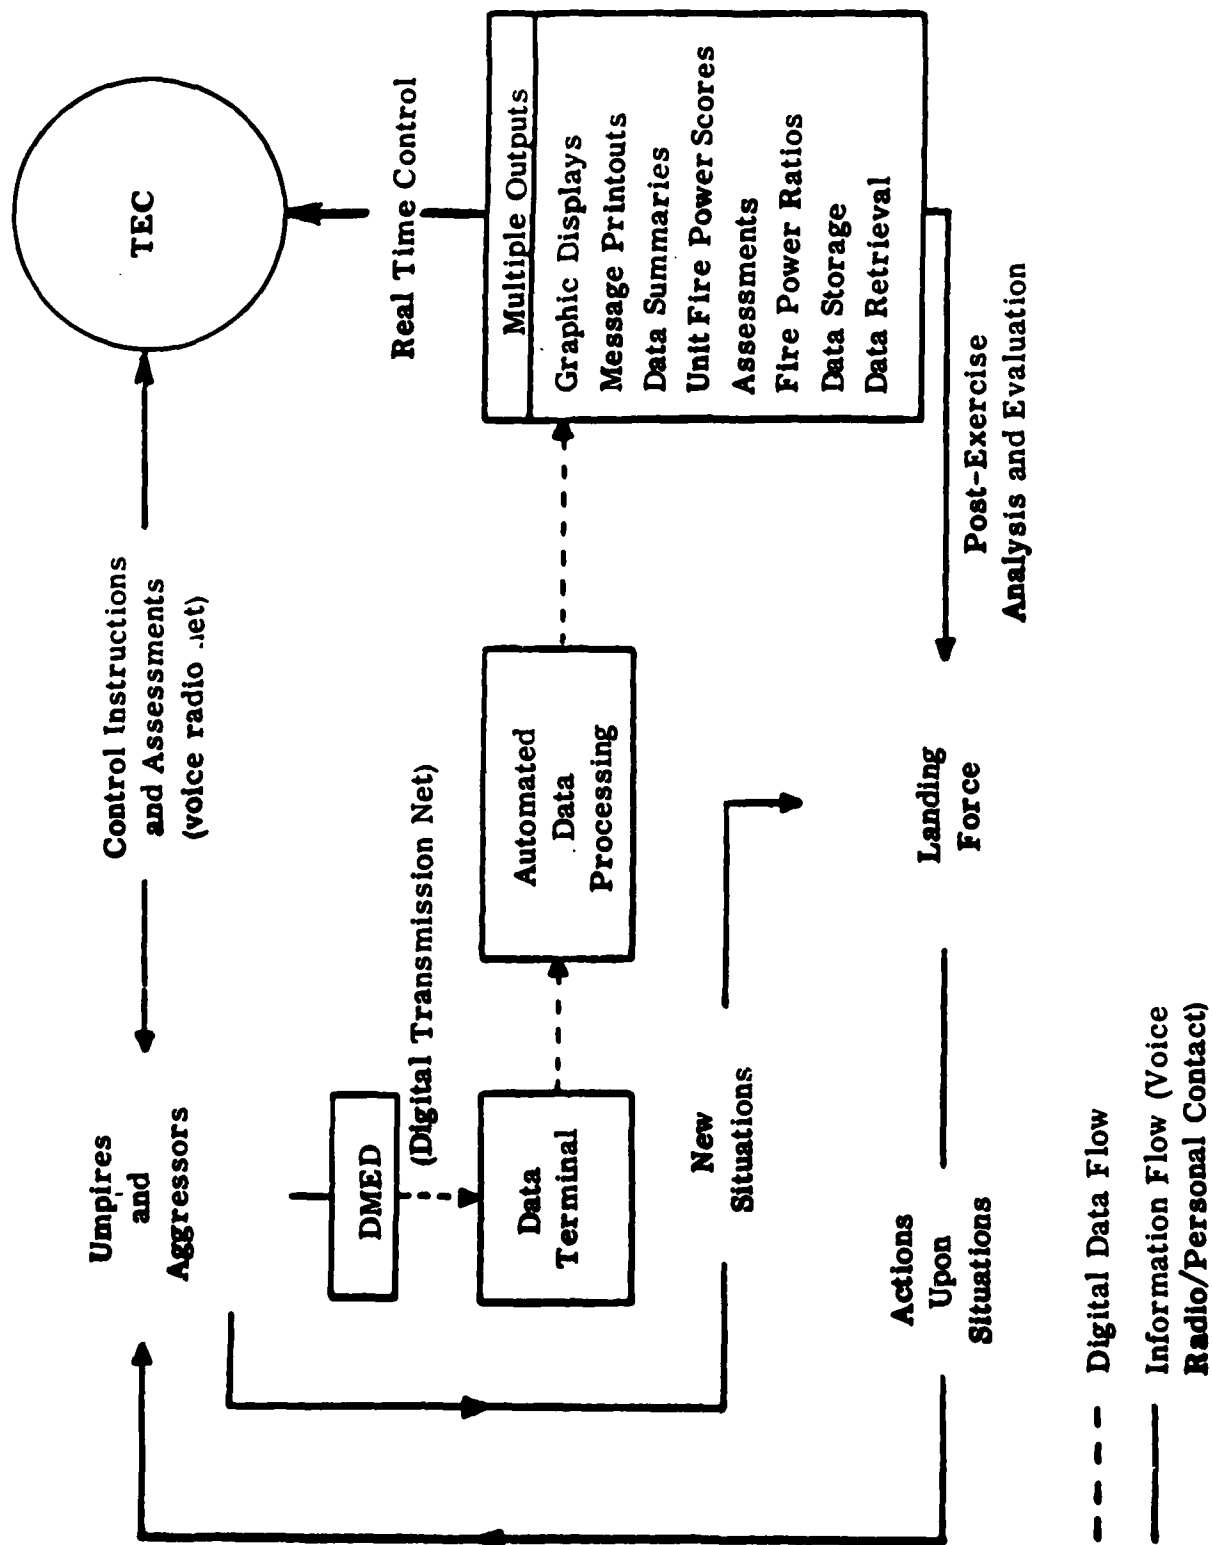 TEC
Control Instructions
and Assessments
(voice radio net)
Umpires
and
Aggressors
Real Time Control
DMED
(Digital Transmission Net)
Data
Terminal
Automated
Data
Processing
Multiple Outputs
Graphic Displays
Message Printouts
Data Summaries
Unit Fire Power Scores
Assessments
Fire Power Ratios
Data Storage
Data Retrieval
New
Situations
Landing
Force
Post-Exercise
Analysis and Evaluation
Actions
Upon
Situations
Digital Data Flow
Information Flow (Voice
Radio/Personal Contact)